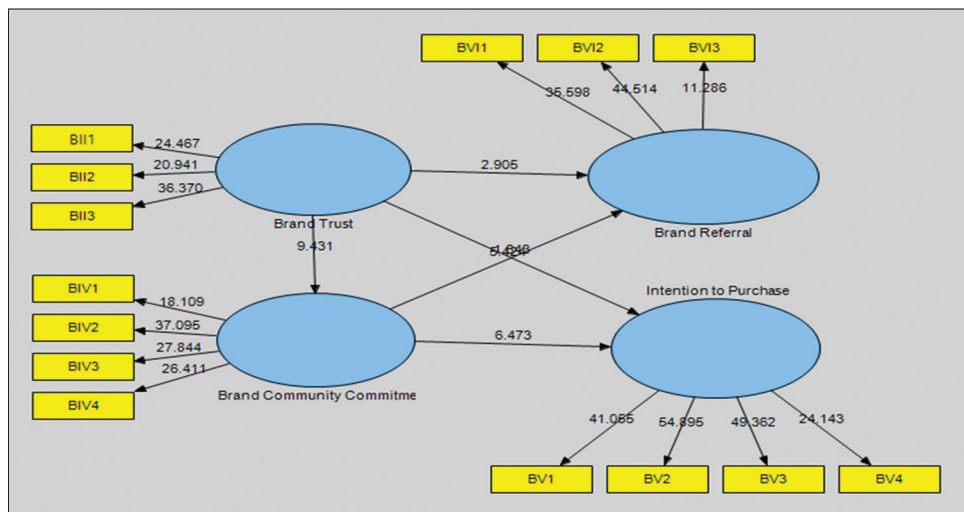 BVI1
BVI2
BVI3
35.598
44.514
11.286
BII1
BII2
BII3
24.467
20.941
36.370
2.905
Brand Trust
Brand Referral
9.431
Intention to Purchase
BIV1
BIV2
BIV3
BIV4
18.109
37.095
27.844
26.411
6.473
Brand Community Commitme
41.055
54.895
49.362
24.143
BV1
BV2
BV3
BV4